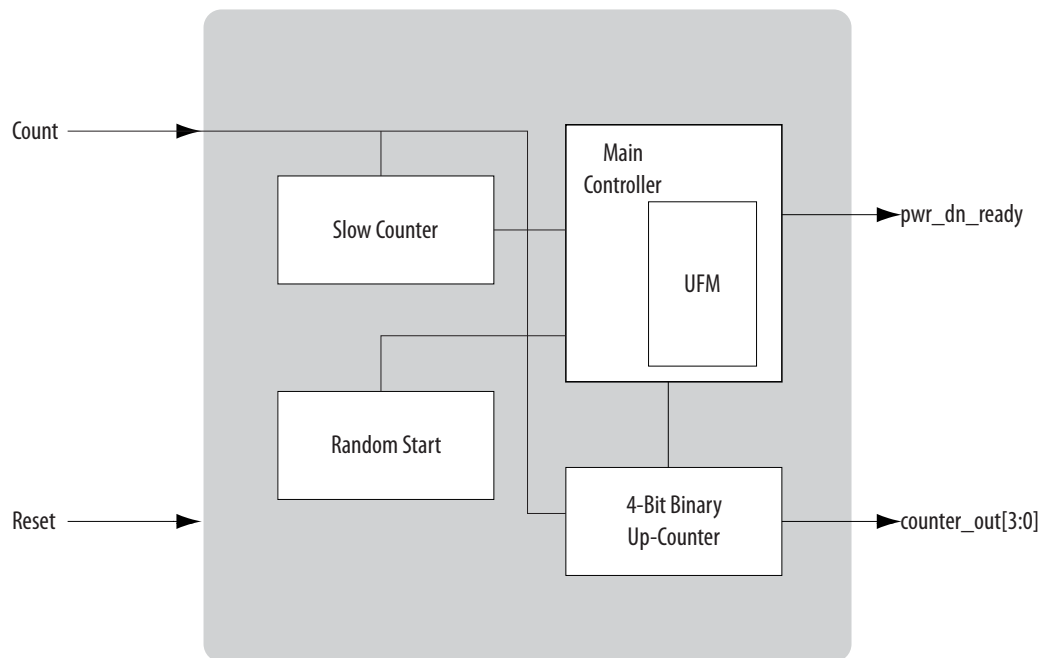 Count
Main
Controller
Slow Counter
pwr_dn_ready
UFM
Random Start
Reset
4-Bit Binary
Up-Counter
counter_out[3:0]